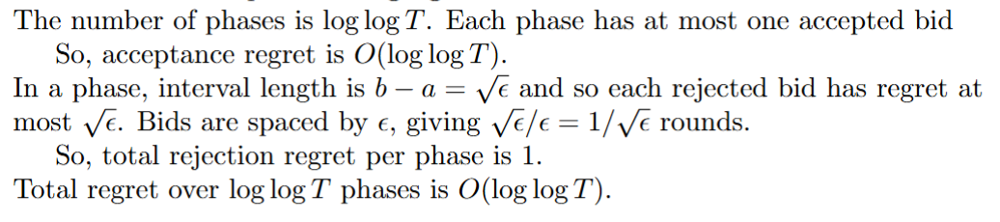 The number of phases is log log T. Each phase has at most one accepted bid
So, acceptance regret is O(log log T).
In a phase, interval length is b − a = √ϵ and so each rejected bid has regret at
most √ϵ. Bids are spaced by ϵ, giving √ϵ/ϵ = 1/√ϵ rounds.
So, total rejection regret per phase is 1.
Total regret over log log T phases is O(log log T).